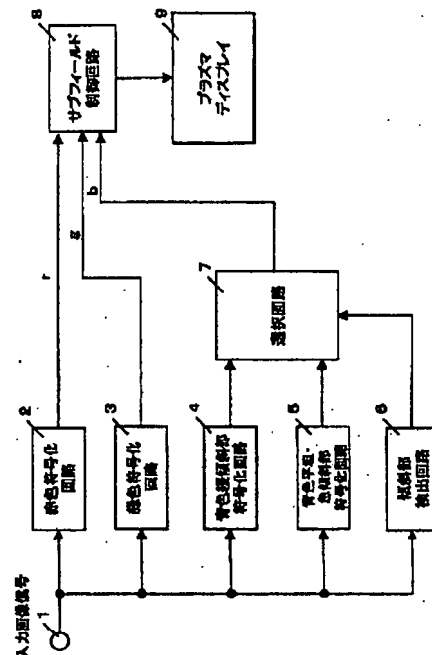 入力画像信号
1
2
赤色符号化
回路
3
緑色符号化
回路
4
青色緩傾斜部
符号化回路
5
青色平坦・
急傾斜部
符号化回路
6
傾斜部
検出回路
7
選択回路
r
g
b
8
サブフィールド
制御回路
9
プラズマ
ディスプレイ